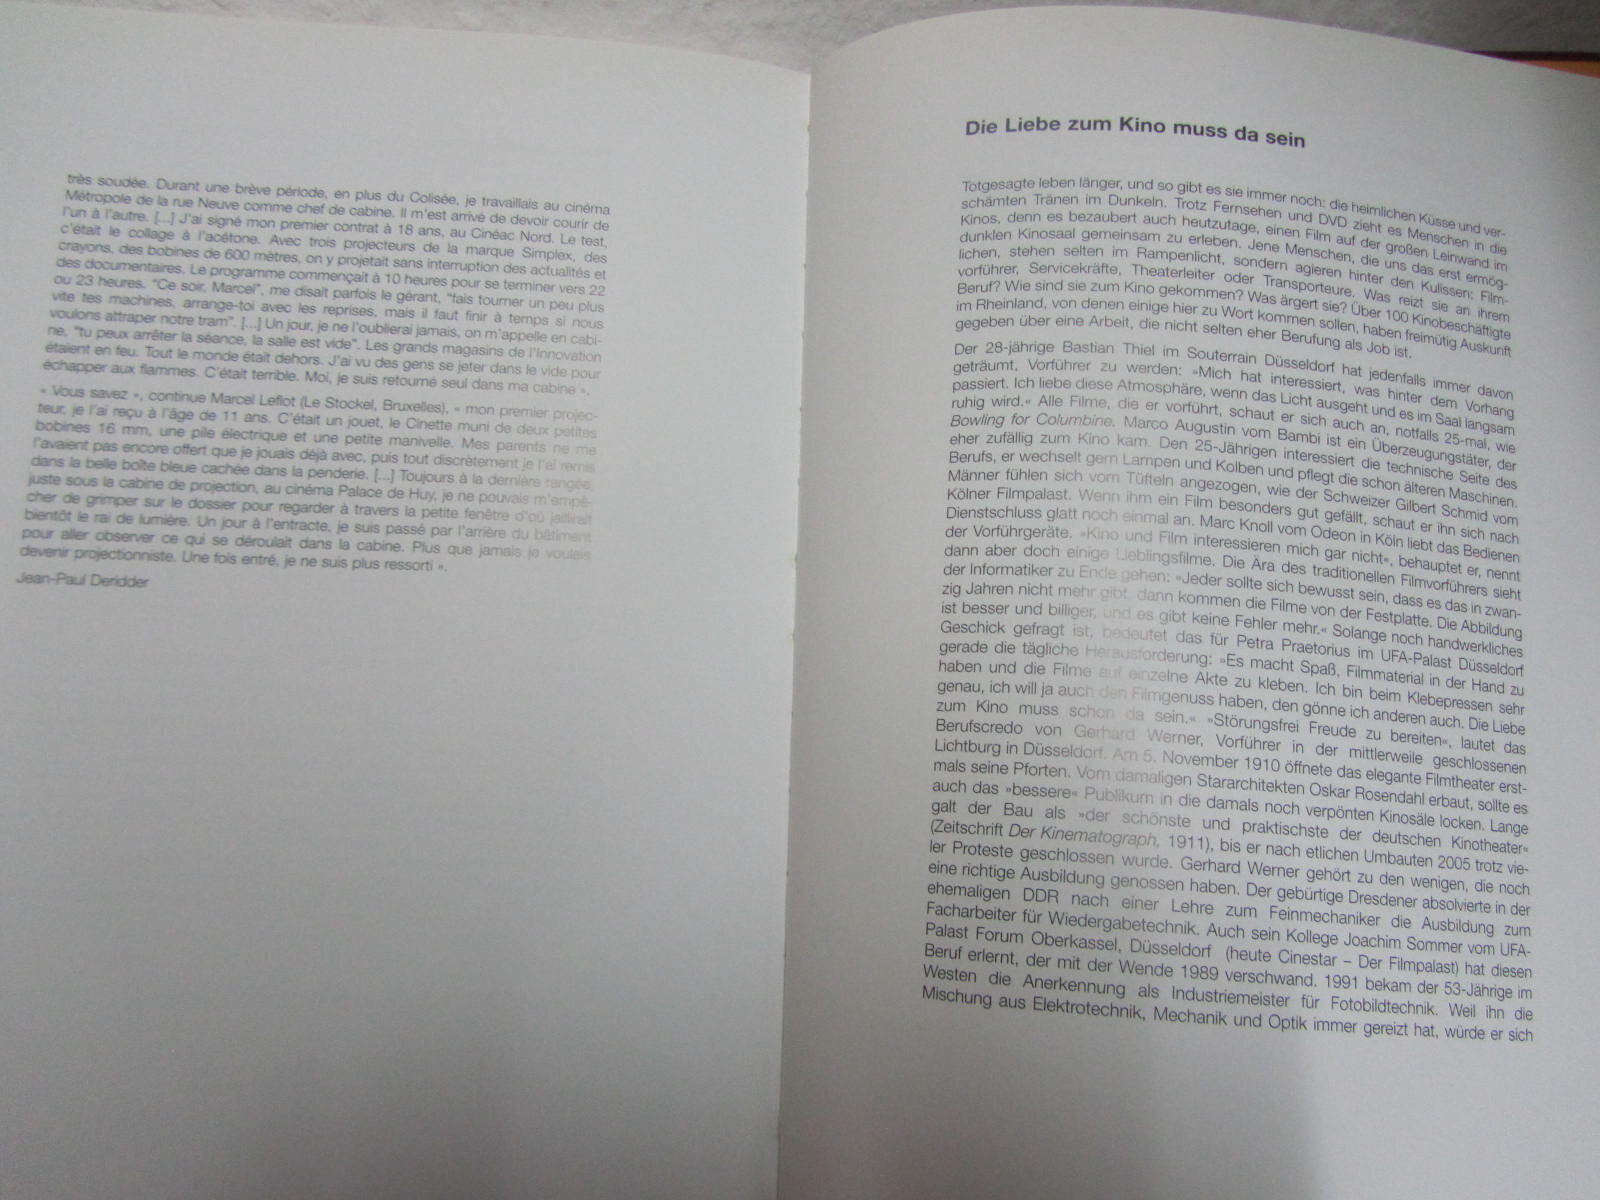 très soudée. Durant une brève période, en plus du Colisée, je travaillais au cinéma
Métropole de la rue Neuve comme chef de cabine. Il m'est arrivé de devoir courir de
l'un à l'autre. [...] J'ai signé mon premier contrat à 18 ans, au Cinéac Nord. Le test,
c'était le collage à l'acétone. Avec trois projecteurs de la marque Simplex, des
crayons, des bobines de 600 mètres, on y projetait sans interruption des actualités et
des documentaires. Le programme commençait à 10 heures pour se terminer vers 22
ou 23 heures. "Ce soir, Marcel", me disait parfois le gérant, "fais tourner un peu plus
vite tes machines, arrange-toi avec les reprises, mais il faut finir à temps si nous
voulons attraper notre tram". [...] Un jour, je ne l'oublierai jamais, on m'appelle en cabi-
ne, "tu peux arrêter la séance, la salle est vide". Les grands magasins de l'Innovation
étaient en feu. Tout le monde était dehors. J'ai vu des gens se jeter dans le vide pour
échapper aux flammes. C'était terrible. Moi, je suis retourné seul dans ma cabine ».
« Vous savez », continue Marcel Leflot (Le Stockel, Bruxelles), « mon premier projec-
teur, je l'ai reçu à l'âge de 11 ans. C'était un jouet, le Cinette muni de deux petites
bobines 16 mm, une pile électrique et une petite manivelle. Mes parents ne me
l'avaient pas encore offert que je jouais déjà avec, puis tout discrètement je l'ai remis
dans la belle boîte bleue cachée dans la penderie. [...] Toujours à la dernière rangée,
juste sous la cabine de projection, au cinéma Palace de Huy, je ne pouvais m'empê-
cher de grimper sur le dossier pour regarder à travers la petite fenêtre d'où jaillirait
bientôt le rai de lumière. Un jour à l'entracte, je suis passé par l'arrière du bâtiment
pour aller observer ce qui se déroulait dans la cabine. Plus que jamais je voulais
devenir projectionniste. Une fois entré, je ne suis plus ressorti ».
Jean-Paul Deridder
Die Liebe zum Kino muss da sein
Totgesagte leben länger, und so gibt es sie immer noch: die heimlichen Küsse und ver-
schämten Tränen im Dunkeln. Trotz Fernsehen und DVD zieht es Menschen in die
Kinos, denn es bezaubert auch heutzutage, einen Film auf der großen Leinwand im
dunklen Kinosaal gemeinsam zu erleben. Jene Menschen, die uns das erst ermög-
lichen, stehen selten im Rampenlicht, sondern agieren hinter den Kulissen: Film-
vorführer, Servicekräfte, Theaterleiter oder Transporteure. Was reizt sie an ihrem
Beruf? Wie sind sie zum Kino gekommen? Was ärgert sie? Über 100 Kinobeschäftigte
im Rheinland, von denen einige hier zu Wort kommen sollen, haben freimütig Auskunft
gegeben über eine Arbeit, die nicht selten eher Berufung als Job ist.
Der 28-jährige Bastian Thiel im Souterrain Düsseldorf hat jedenfalls immer davon
geträumt, Vorführer zu werden: »Mich hat interessiert, was hinter dem Vorhang
passiert. Ich liebe diese Atmosphäre, wenn das Licht ausgeht und es im Saal langsam
ruhig wird.« Alle Filme, die er vorführt, schaut er sich auch an, notfalls 25-mal, wie
Bowling for Columbine. Marco Augustin vom Bambi ist ein Überzeugungstäter, der
eher zufällig zum Kino kam. Den 25-Jährigen interessiert die technische Seite des
Berufs, er wechselt gern Lampen und Kolben und pflegt die schon älteren Maschinen.
Männer fühlen sich vom Tüfteln angezogen, wie der Schweizer Gilbert Schmid vom
Kölner Filmpalast. Wenn ihm ein Film besonders gut gefällt, schaut er ihn sich nach
Dienstschluss glatt noch einmal an. Marc Knoll vom Odeon in Köln liebt das Bedienen
der Vorführgeräte. »Kino und Film interessieren mich gar nicht«, behauptet er, nennt
dann aber doch einige Lieblingsfilme. Die Ära des traditionellen Filmvorführers sieht
der Informatiker zu Ende gehen: »Jeder sollte sich bewusst sein, dass es das in zwan-
zig Jahren nicht mehr gibt, dann kommen die Filme von der Festplatte. Die Abbildung
ist besser und billiger, und es gibt keine Fehler mehr.« Solange noch handwerkliches
Geschick gefragt ist, bedeutet das für Petra Praetorius im UFA-Palast Düsseldorf
gerade die tägliche Herausforderung: »Es macht Spaß, Filmmaterial in der Hand zu
haben und die Filme auf einzelne Akte zu kleben. Ich bin beim Klebepressen sehr
genau, ich will ja auch den Filmgenuss haben, den gönne ich anderen auch. Die Liebe
zum Kino muss schon da sein.« »Störungsfrei Freude zu bereiten«, lautet das
Berufscredo von Gerhard Werner, Vorführer in der mittlerweile geschlossenen
Lichtburg in Düsseldorf. Am 5. November 1910 öffnete das elegante Filmtheater erst-
mals seine Pforten. Vom damaligen Stararchitekten Oskar Rosendahl erbaut, sollte es
auch das »bessere« Publikum in die damals noch verpönten Kinosäle locken. Lange
galt der Bau als »der schönste und praktischste der deutschen Kinotheater«
(Zeitschrift Der Kinematograph, 1911), bis er nach etlichen Umbauten 2005 trotz vie-
ler Proteste geschlossen wurde. Gerhard Werner gehört zu den wenigen, die noch
eine richtige Ausbildung genossen haben. Der gebürtige Dresdener absolvierte in der
ehemaligen DDR nach einer Lehre zum Feinmechaniker die Ausbildung zum
Facharbeiter für Wiedergabetechnik. Auch sein Kollege Joachim Sommer vom UFA-
Palast Forum Oberkassel, Düsseldorf (heute Cinestar – Der Filmpalast) hat diesen
Beruf erlernt, der mit der Wende 1989 verschwand. 1991 bekam der 53-Jährige im
Westen die Anerkennung als Industriemeister für Fotobildtechnik. Weil ihn die
Mischung aus Elektrotechnik, Mechanik und Optik immer gereizt hat, würde er sich